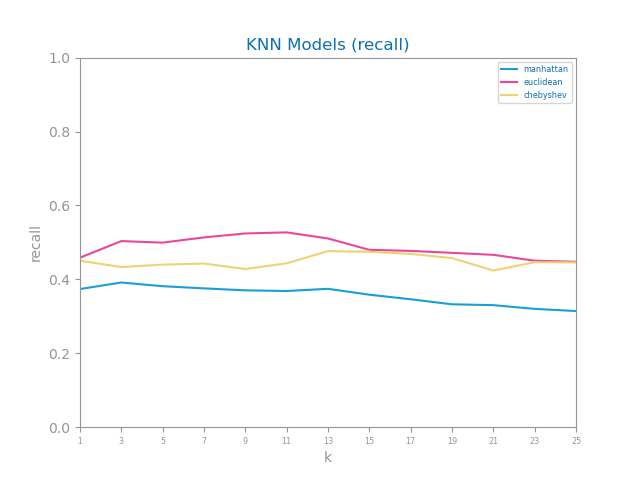 KNN Models (recall)
1.0
0.8
0.6
0.4
0.2
0.0
recall
manhattan
euclidean
chebyshev
1 3 5 7 9 11 13 15 17 19 21 23 25
k